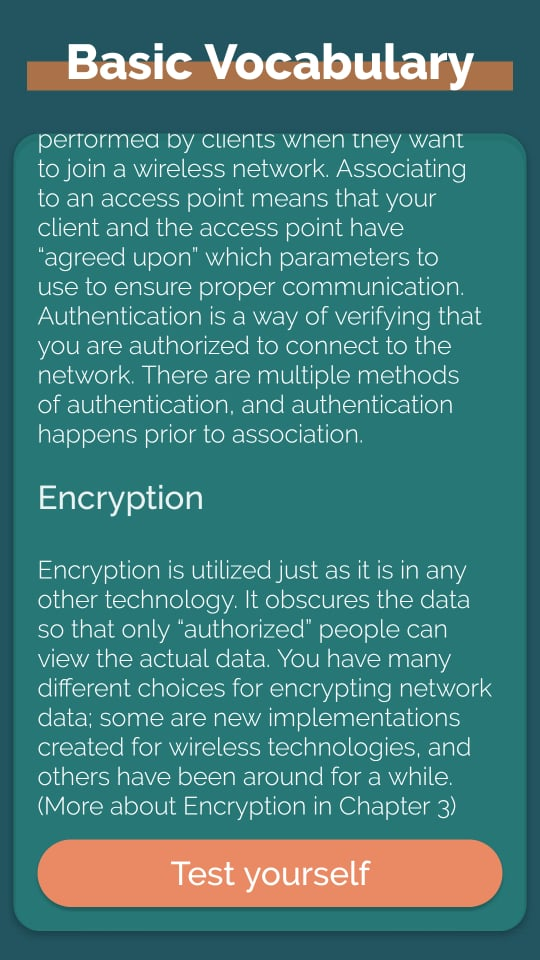 Basic Vocabulary
performed by clients when they want
to join a wireless network. Associating
to an access point means that your
client and the access point have
“agreed upon” which parameters to
use to ensure proper communication.
Authentication is a way of verifying that
you are authorized to connect to the
network. There are multiple methods
of authentication, and authentication
happens prior to association.
Encryption
Encryption is utilized just as it is in any
other technology. It obscures the data
so that only “authorized” people can
view the actual data. You have many
different choices for encrypting network
data; some are new implementations
created for wireless technologies, and
others have been around for a while.
(More about Encryption in Chapter 3)
Test yourself